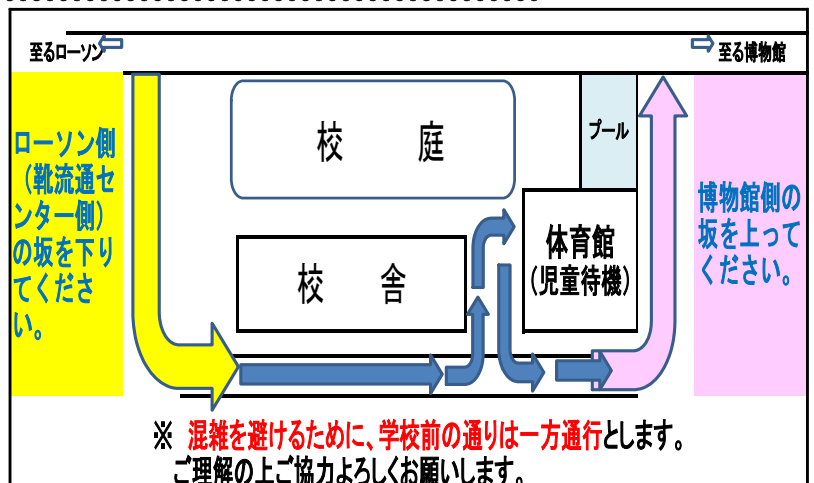 至るローソン
至る博物館
ローソン側
（靴流通セ
ンター側）
の坂を下り
てくださ
い。
校　庭
プール
博物館側の
坂を上って
ください。
体育館
（児童待機）
校　舎
※ 混雑を避けるために、学校前の通りは一方通行とします。
ご理解の上ご協力よろしくお願いします。